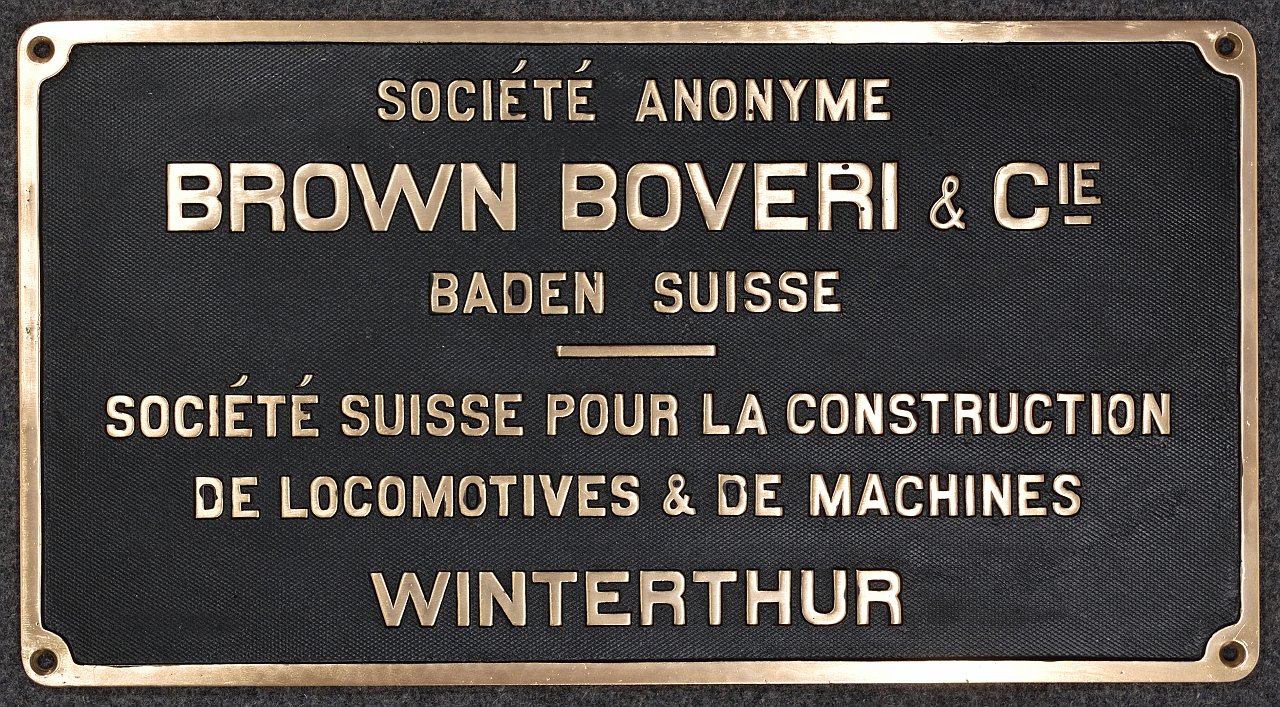 SOCIÉTÉ ANONYME
BROWN BOVERI & CIE
BADEN SUISSE
SOCIÉTÉ SUISSE POUR LA CONSTRUCTION
DE LOCOMOTIVES & DE MACHINES
WINTERTHUR